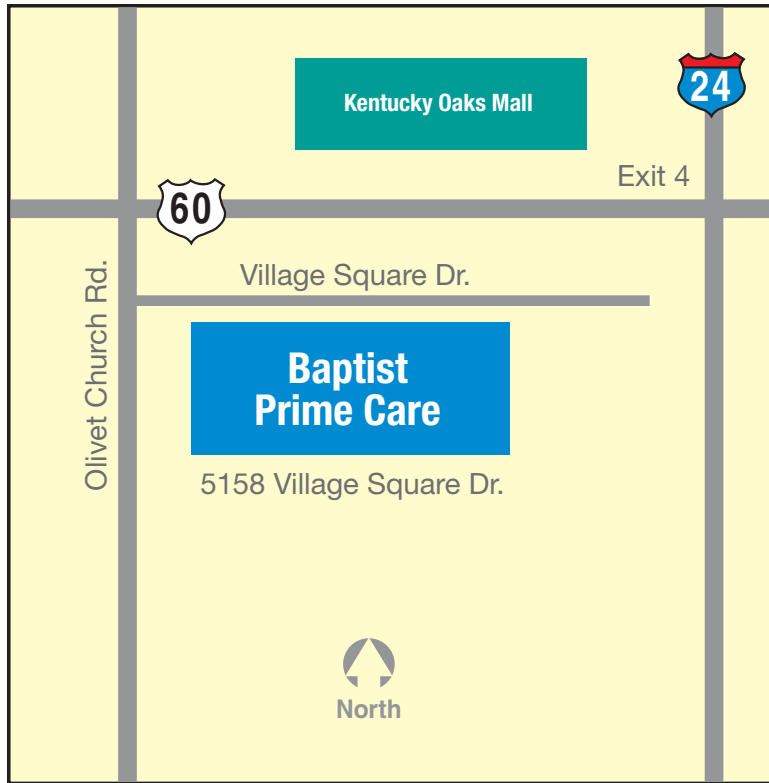 Kentucky Oaks Mall
24
Exit 4
60
Village Square Dr.
Olivet Church Rd.
Baptist
Prime Care
5158 Village Square Dr.
North